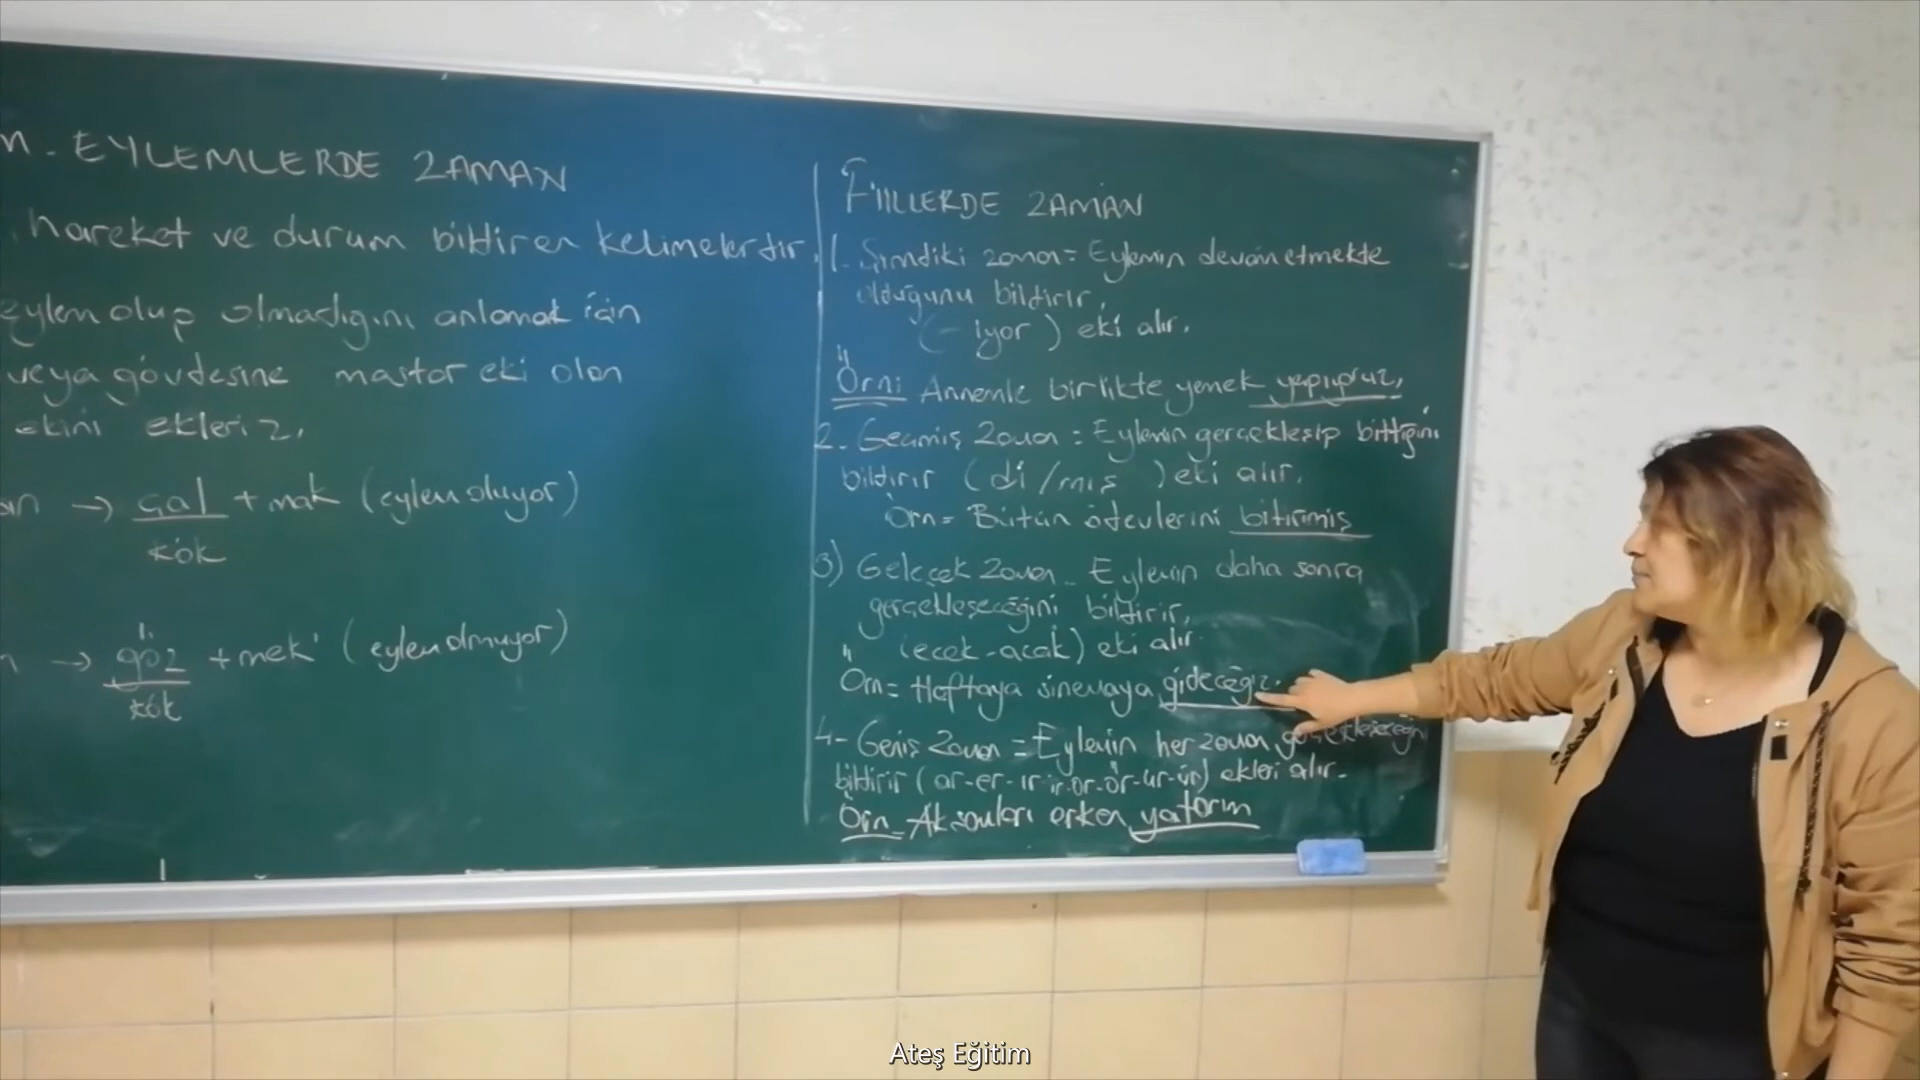 . EYLEMLERDE ZAMAN
hareket ve durum bildiren kelimelerdir.
eylem olup olmadığını anlamak için
veya gövdesine mastar eki olan
ekini ekleriz.
→ çal + mak (eylem oluyor)
kök
→ göz + mek (eylem olmuyor)
kök
FİİLLERDE ZAMAN
1. Şimdiki zaman = Eylemin devam etmekte
olduğunu bildirir.
(- iyor ) eki alır.
Örn: Annemle birlikte yemek yapıyoruz.
2. Geçmiş Zaman = Eylemin gerçekleşip bittiğini
bildirir (di/mış ) eki alır.
Örn = Bütün ödevlerini bitirmiş
3) Gelecek Zaman - Eylemin daha sonra
gerçekleşeceğini bildirir.
(ecek-acak) eki alır.
Örn = Haftaya sinemaya gideceğiz.
4- Geniş Zaman = Eylemin her zaman
bildirir (ar-er-ır-ir-or-ör-ur-ür) ekleri alır.
Örn = Akşamları erken yatarım
Ateş Eğitim